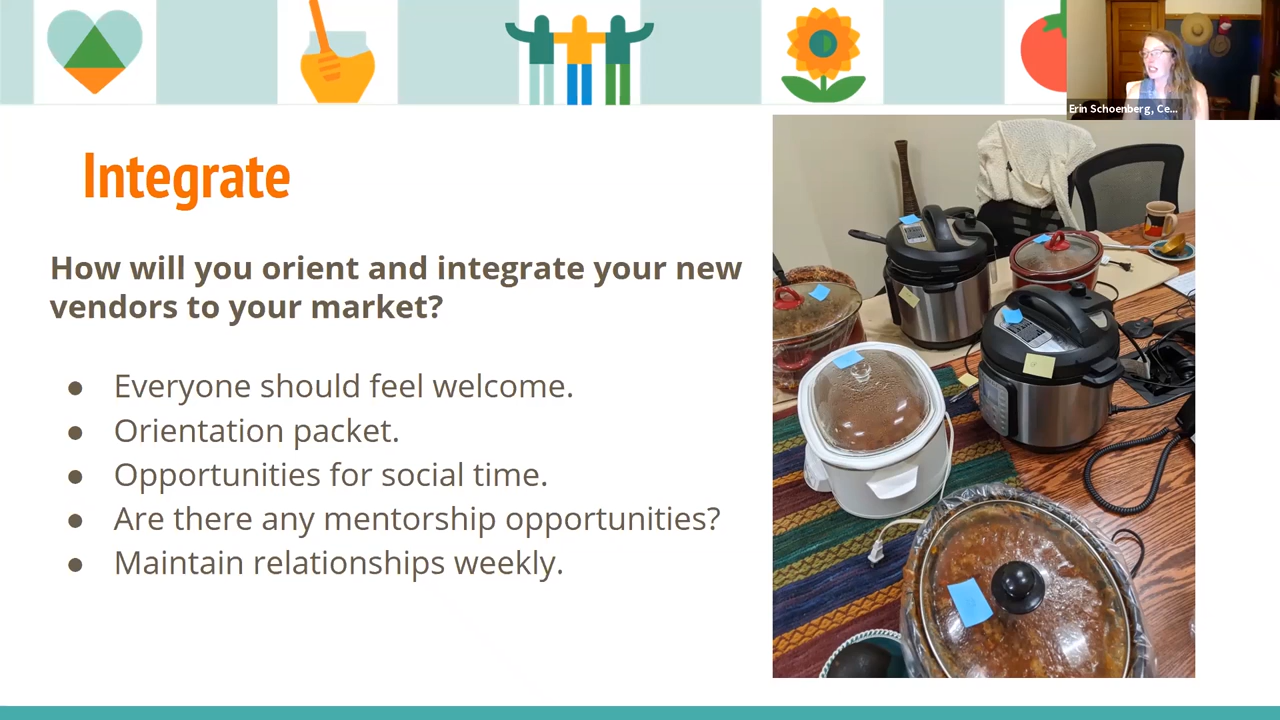 Erin Schoenberg, Ce...
Integrate
How will you orient and integrate your new
vendors to your market?
● Everyone should feel welcome.
● Orientation packet.
● Opportunities for social time.
● Are there any mentorship opportunities?
● Maintain relationships weekly.